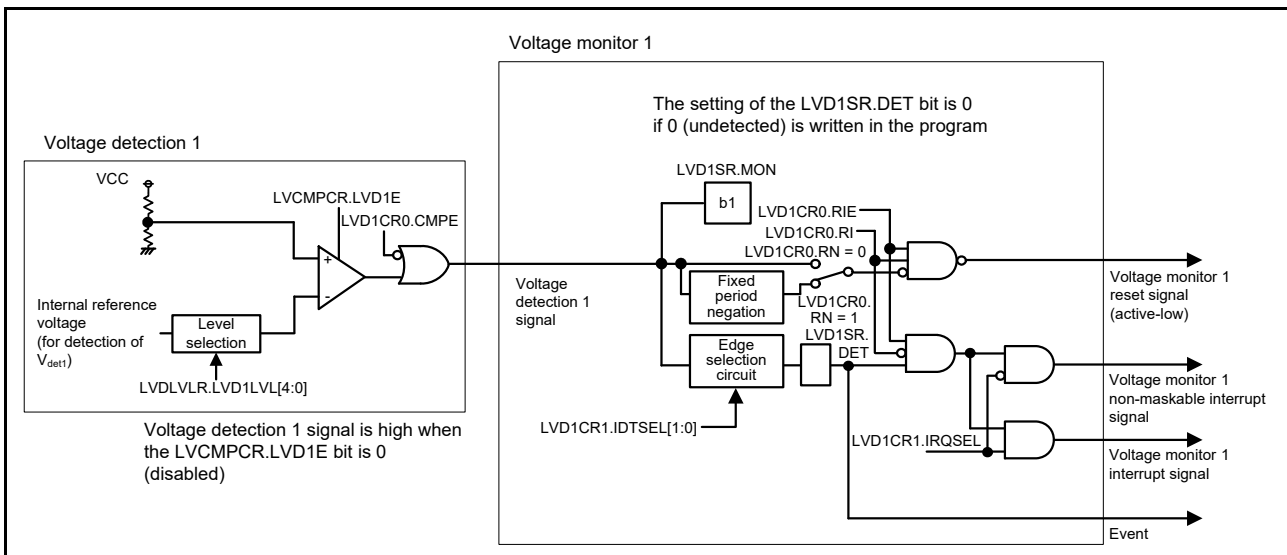 Voltage monitor 1
The setting of the LVD1SR.DET bit is 0
if 0 (undetected) is written in the program
Voltage detection 1
VCC
LVCMPCR.LVD1E
LVD1CR0.CMPE
+
-
Internal reference
voltage
(for detection of
Vdet1)
Level
selection
LVDLVLR.LVD1LVL[4:0]
Voltage detection 1 signal is high when
the LVCMPCR.LVD1E bit is 0
(disabled)
Voltage
detection 1
signal
LVD1SR.MON
b1
LVD1CR0.RIE
LVD1CR0.RI
LVD1CR0.RN = 0
Fixed
period
negation
LVD1CR0.
RN = 1
LVD1SR.
DET
Edge
selection
circuit
LVD1CR1.IDTSEL[1:0]
LVD1CR1.IRQSEL
Voltage monitor 1
reset signal
(active-low)
Voltage monitor 1
non-maskable interrupt
signal
Voltage monitor 1
interrupt signal
Event